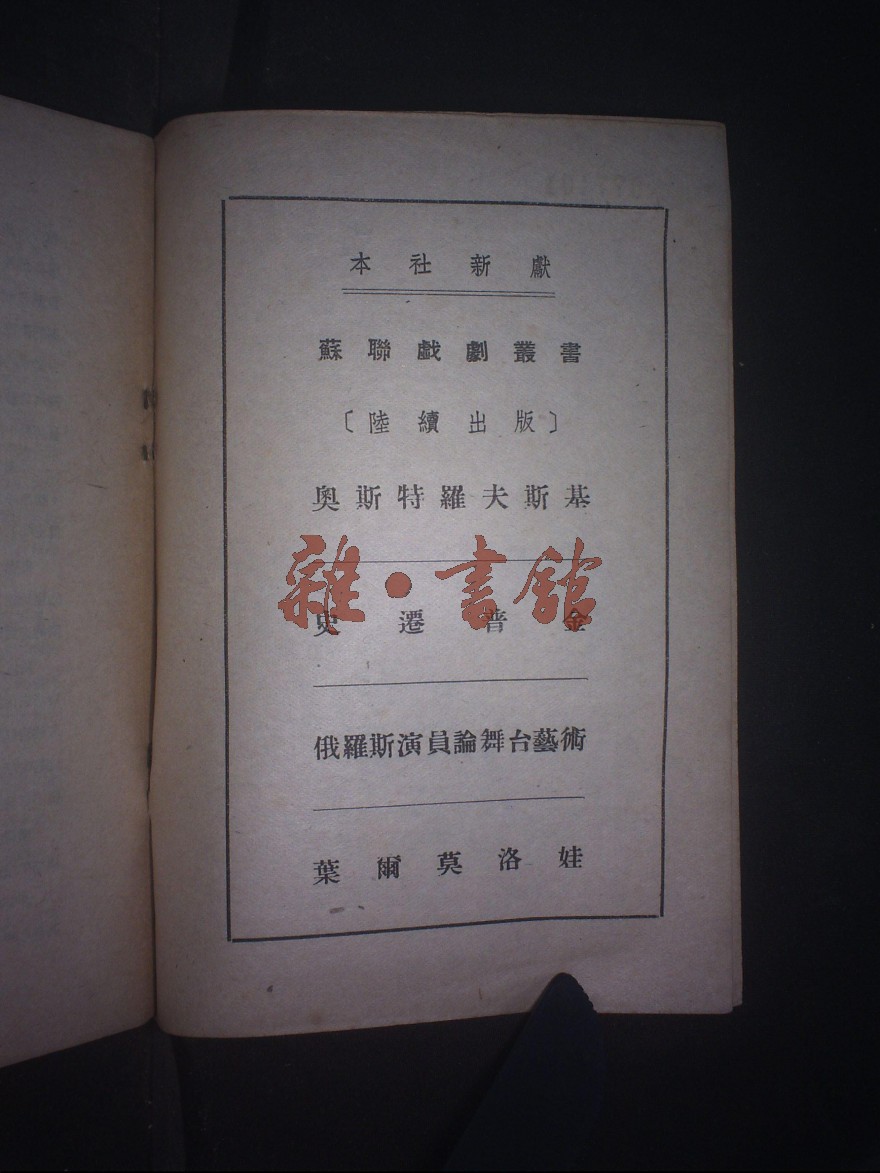 本社新獻
蘇聯戲劇叢書
〔陸續出版〕
奧斯特羅夫斯基
雜·書館
史遷普金
俄羅斯演員論舞台藝術
葉爾莫洛娃